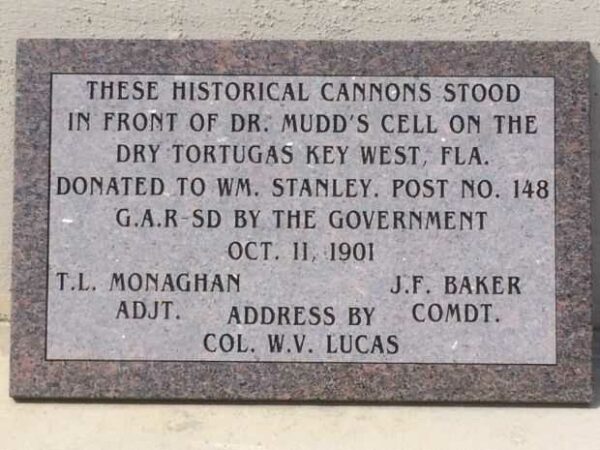 THESE HISTORICAL CANNONS STOOD
IN FRONT OF DR. MUDD'S CELL ON THE
DRY TORTUGAS KEY WEST, FLA.
DONATED TO WM. STANLEY. POST NO. 148
G.A.R-SD BY THE GOVERNMENT
OCT. 11, 1901
T.L. MONAGHAN J.F. BAKER
ADJT. ADDRESS BY COMDT.
COL. W.V. LUCAS